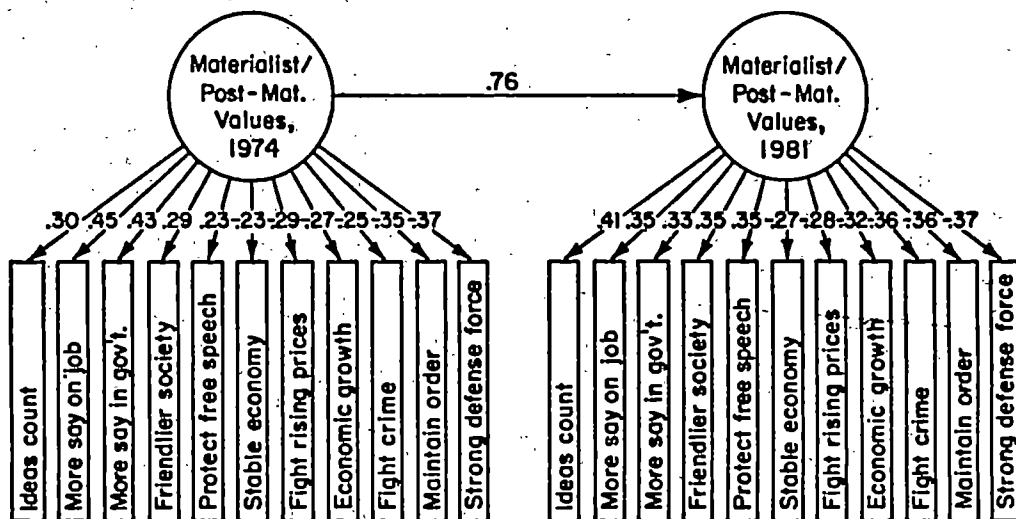 Materialist/
Post-Mat.
Values,
1974
.76
Materialist/
Post-Mat.
Values,
1981
.30 .45 .43 .29 .23 -.23 -.29 -.27 -.25 -.35 -.37
.41 .35 .33 .35 .35 -.27 -.28 -.32 -.36 -.36 -.37
Ideas count
More say on job
More say in gov't.
Friendlier society
Protect free speech
Stable economy
Fight rising prices
Economic growth
Fight crime
Maintain order
Strong defense force
Ideas count
More say on job
More say in gov't.
Friendlier society
Protect free speech
Stable economy
Fight rising prices
Economic growth
Fight crime
Maintain order
Strong defense force